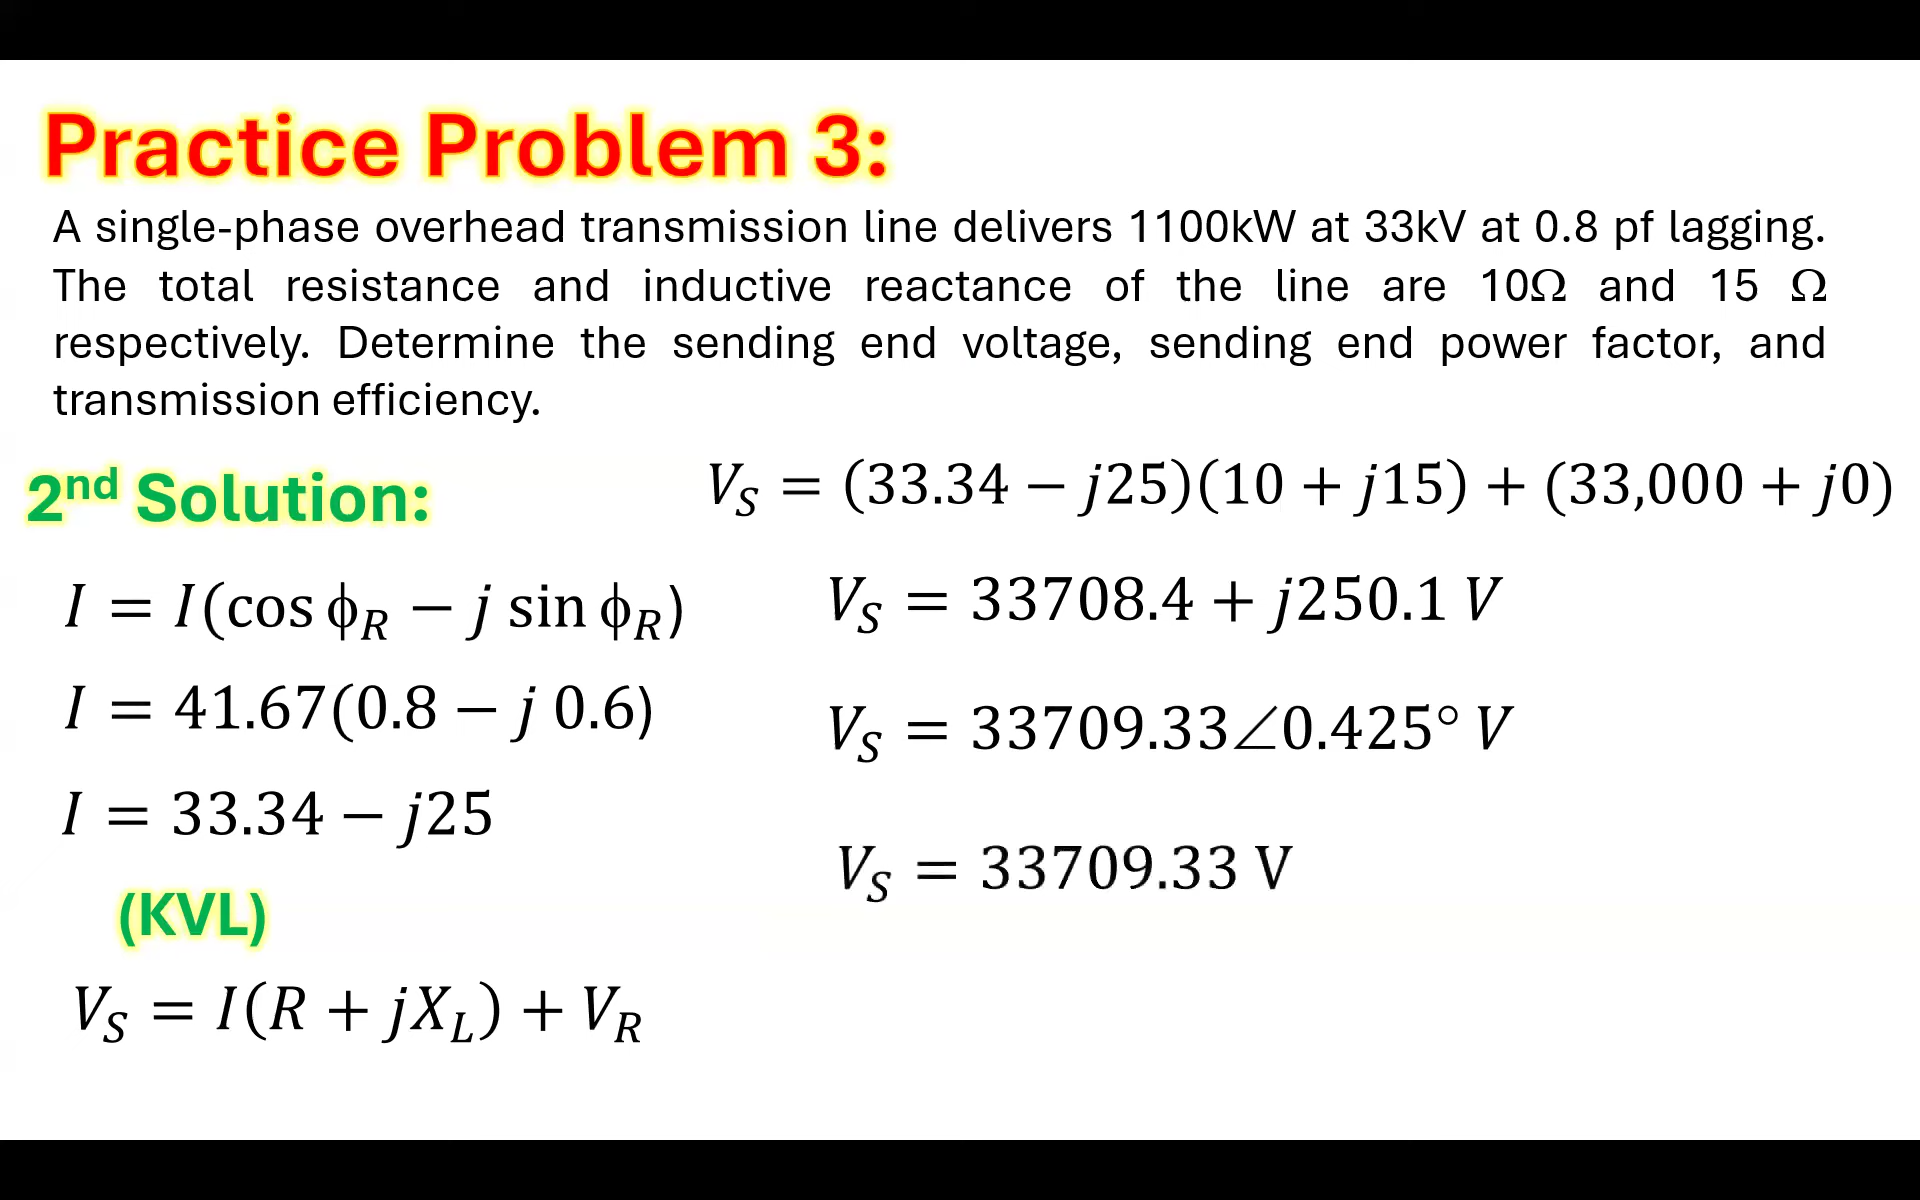 Practice Problem 3:
A single-phase overhead transmission line delivers 1100kW at 33kV at 0.8 pf lagging.
The total resistance and inductive reactance of the line are 10Ω and 15 Ω
respectively. Determine the sending end voltage, sending end power factor, and
transmission efficiency.
2nd Solution:
I = I(cos ϕ_R − j sin ϕ_R)
I = 41.67(0.8 − j 0.6)
I = 33.34 − j25
(KVL)
V_S = I(R + jX_L) + V_R
V_S = (33.34 − j25)(10 + j15) + (33,000 + j0)
V_S = 33708.4 + j250.1 V
V_S = 33709.33∠0.425° V
V_S = 33709.33 V